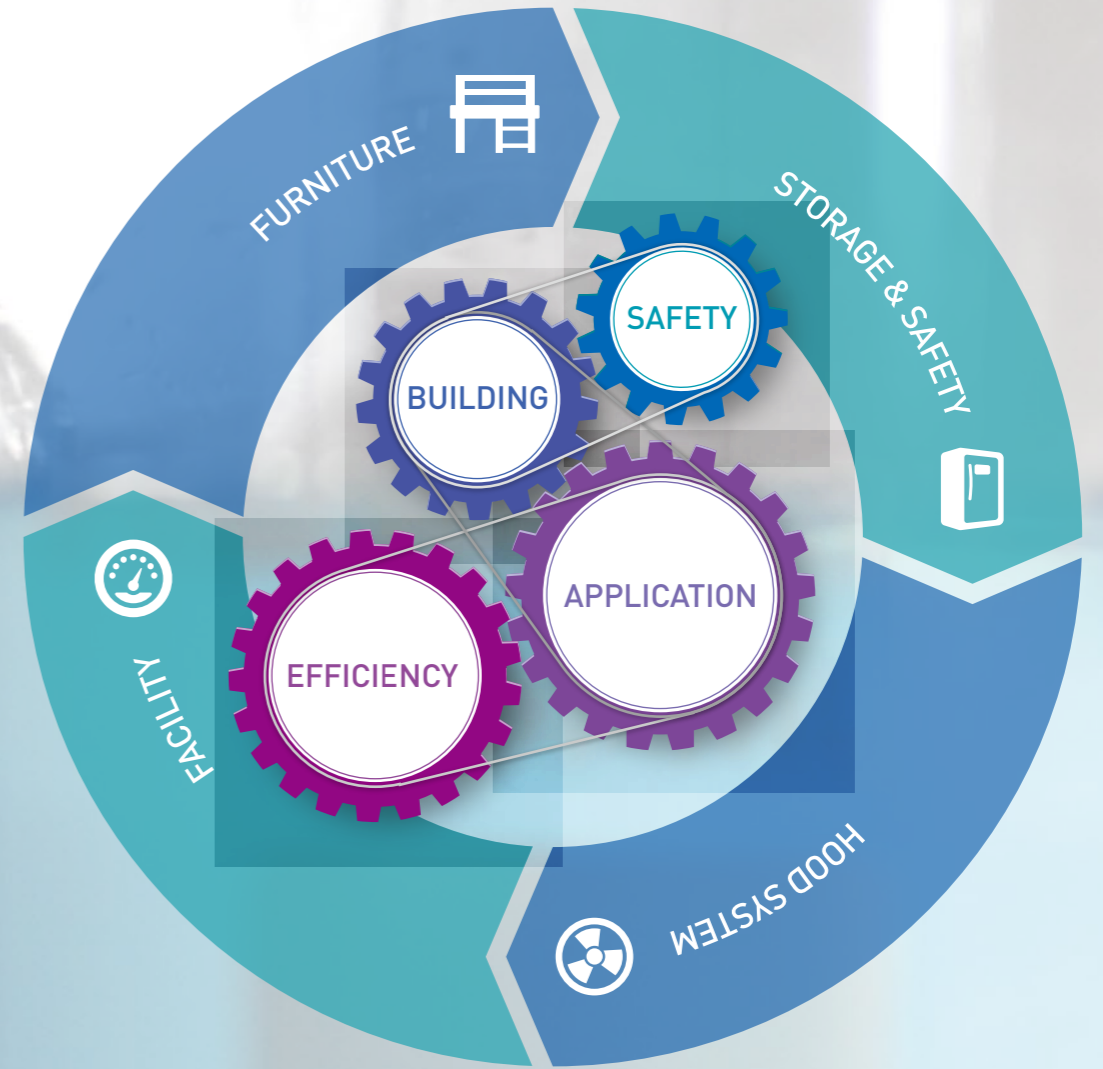 FURNITURE
STORAGE & SAFETY
SAFETY
BUILDING
APPLICATION
EFFICIENCY
FACILITY
HOOD SYSTEM